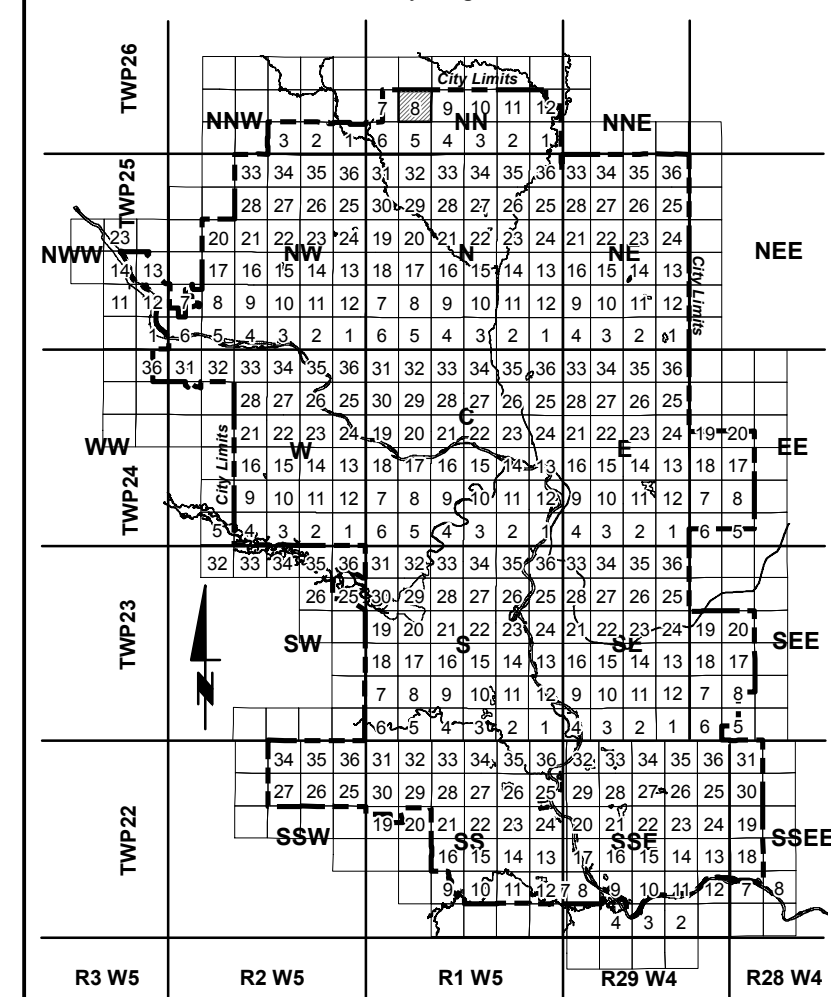 City Limits
TWP26
7 8 9 10 11 12
NNW NN NNE
3 2 1 6 5 4 3 2 1
TWP25
33 34 35 36 31 32 33 34 35 36 33 34 35 36
28 27 26 25 30 29 28 27 26 25 28 27 26 25
23 20 21 22 23 24 19 20 21 22 23 24 21 22 23 24
NWW NW N NE NEE
14 13 17 16 15 14 13 18 17 16 15 14 13 16 15 14 13
City Limits
11 12 7 8 9 10 11 12 7 8 9 10 11 12 9 10 11 12
1 6 5 4 3 2 1 6 5 4 3 2 1 4 3 2 1
36 31 32 33 34 35 36 31 32 33 34 35 36 33 34 35 36
28 27 26 25 30 29 28 27 26 25 28 27 26 25
C
21 22 23 24 19 20 21 22 23 24 21 22 23 24 19 20
WW W E EE
City Limits
16 15 14 13 18 17 16 15 14 13 16 15 14 13 18 17
TWP24
9 10 11 12 7 8 9 10 11 12 9 10 11 12 7 8
5 4 3 2 1 6 5 4 3 2 1 4 3 2 1 6 5
32 33 34 35 36 31 32 33 34 35 36 33 34 35 36
26 25 30 29 28 27 26 25 28 27 26 25
TWP23
19 20 21 22 23 24 21 22 23 24 19 20
SW S SE SEE
18 17 16 15 14 13 16 15 14 13 18 17
7 8 9 10 11 12 9 10 11 12 7 8
6 5 4 3 2 1 4 3 2 1 6 5
34 35 36 31 32 33 34 35 36 32 33 34 35 36 31
27 26 25 30 29 28 27 26 25 29 28 27 26 25 30
TWP22
19 20 21 22 23 24 20 21 22 23 24 19
SSW SS SSE SSEE
16 15 14 13 17 16 15 14 13 18
9 10 11 12 7 8 9 10 11 12 7 8
4 3 2
R3 W5 R2 W5 R1 W5 R29 W4 R28 W4